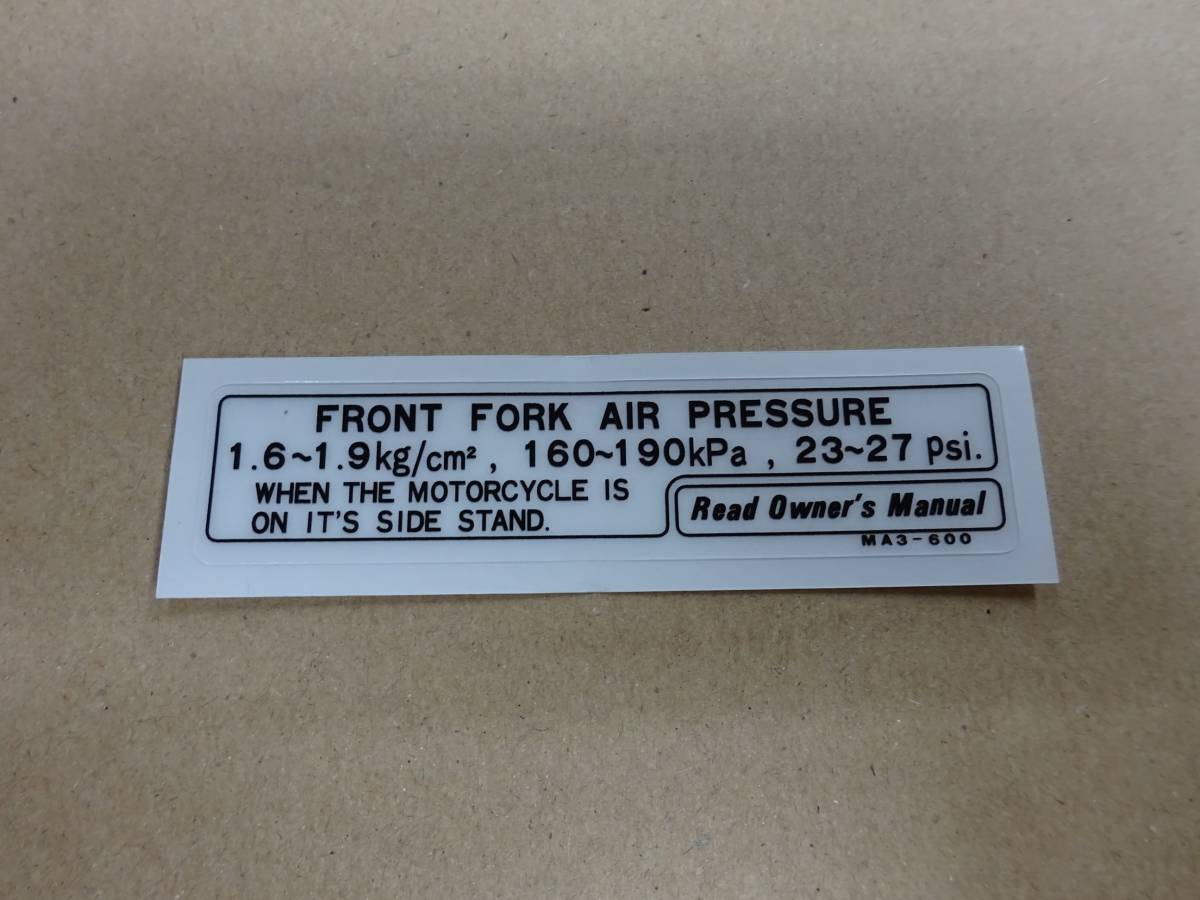 FRONT FORK AIR PRESSURE
1.6~1.9kg/cm², 160~190kPa, 23~27 psi.
WHEN THE MOTORCYCLE IS
ON IT'S SIDE STAND.
Read Owner's Manual
MA3-600